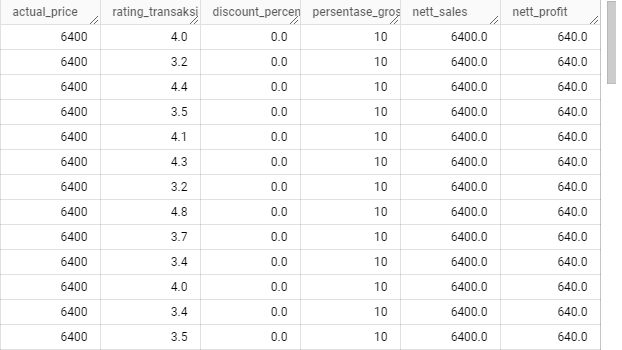 actual_price rating_transaksi discount_percen persentase_gros nett_sales nett_profit
6400 4.0 0.0 10 6400.0 640.0
6400 3.2 0.0 10 6400.0 640.0
6400 4.4 0.0 10 6400.0 640.0
6400 3.5 0.0 10 6400.0 640.0
6400 4.1 0.0 10 6400.0 640.0
6400 4.3 0.0 10 6400.0 640.0
6400 3.2 0.0 10 6400.0 640.0
6400 4.8 0.0 10 6400.0 640.0
6400 3.7 0.0 10 6400.0 640.0
6400 3.4 0.0 10 6400.0 640.0
6400 4.0 0.0 10 6400.0 640.0
6400 3.4 0.0 10 6400.0 640.0
6400 3.5 0.0 10 6400.0 640.0